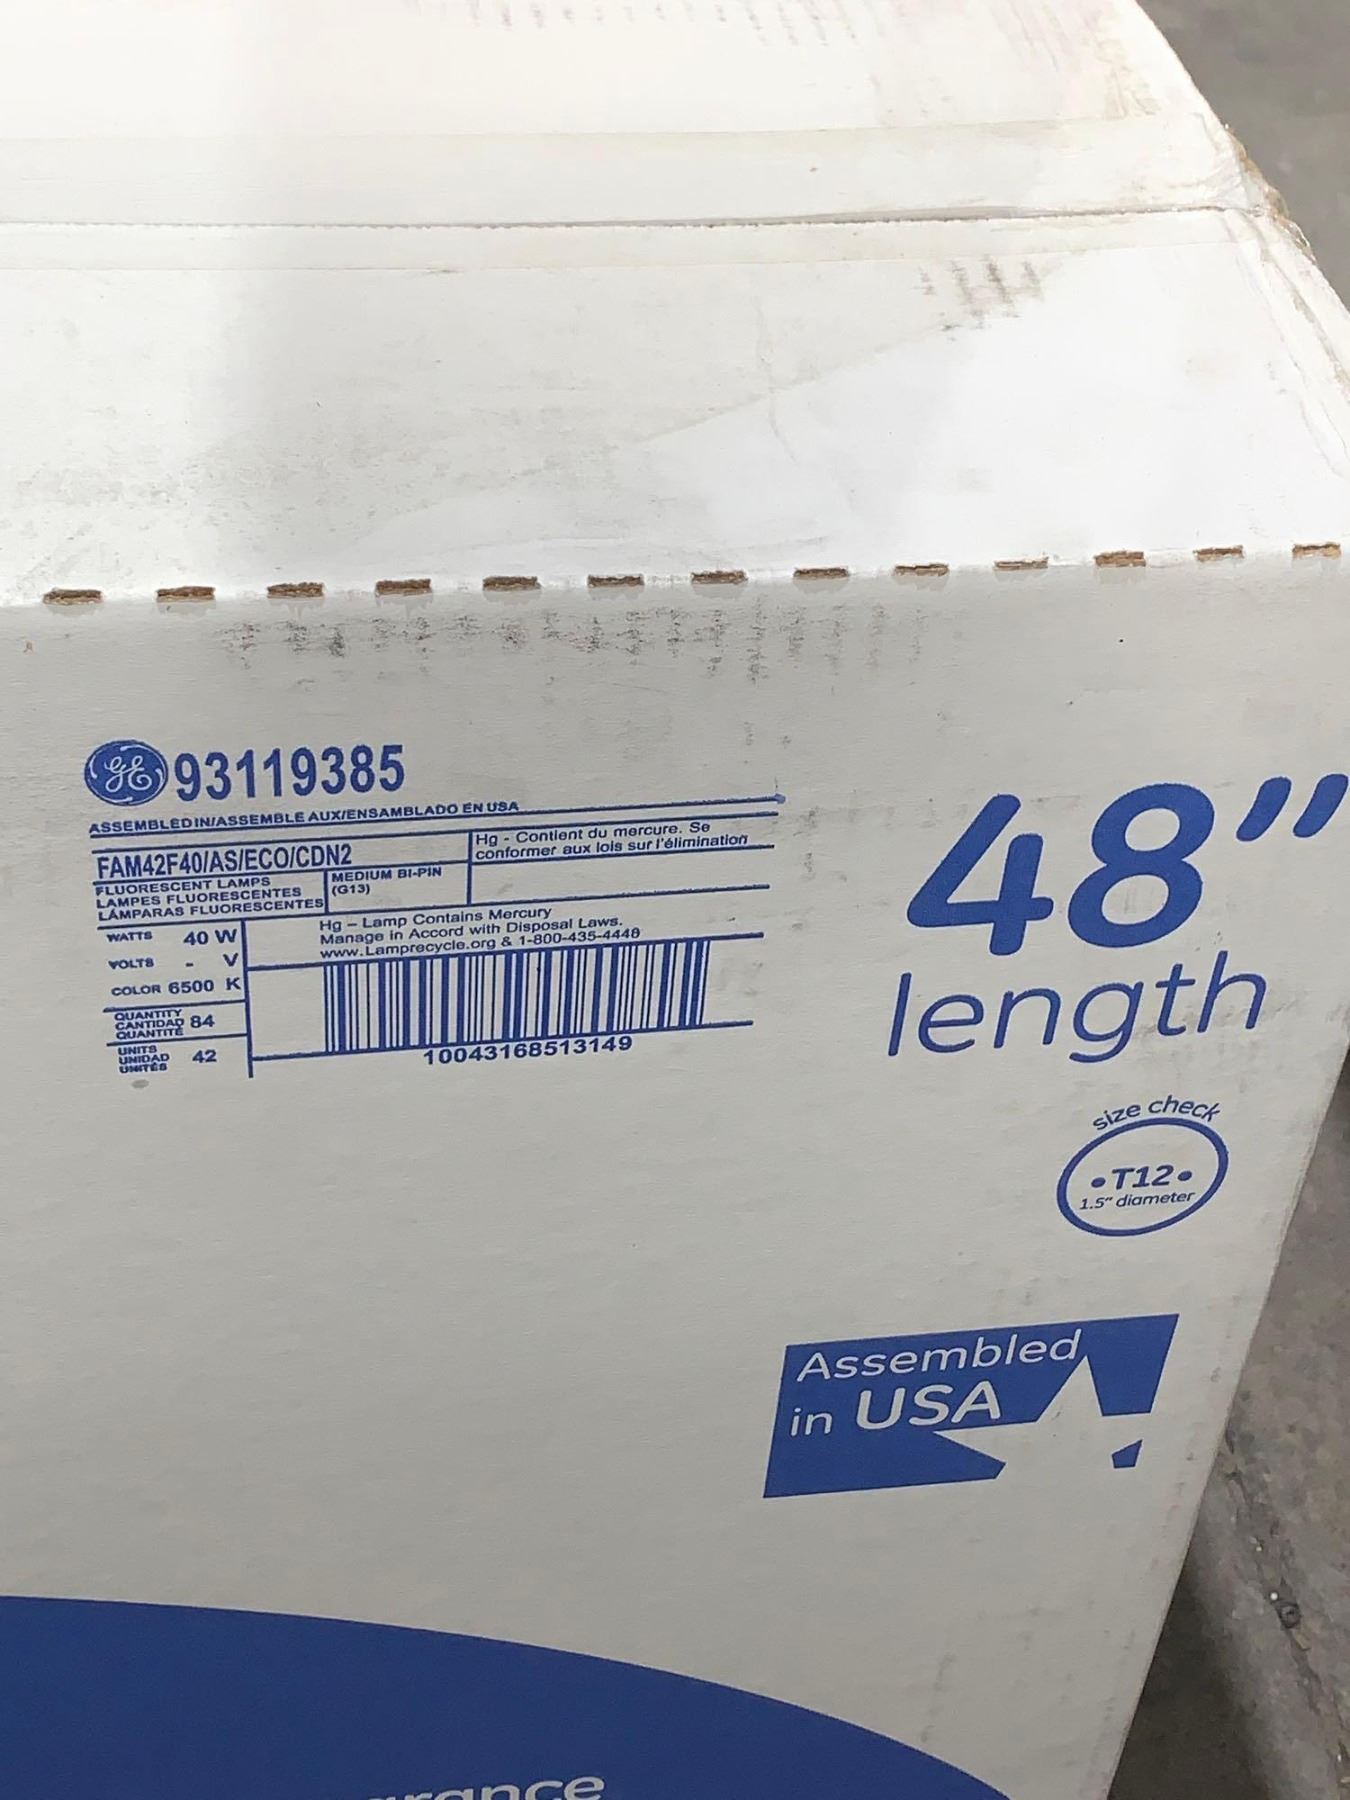 GE 93119385
ASSEMBLED IN/ASSEMBLE AUX/ENSAMBLADO EN USA
FAM42F40/AS/ECO/CDN2
Hg - Contient du mercure. Se
conformer aux lois sur l'élimination
FLUORESCENT LAMPS
LAMPES FLUORESCENTES
LÁMPARAS FLUORESCENTES
MEDIUM BI-PIN
(G13)
Hg – Lamp Contains Mercury
Manage in Accord with Disposal Laws.
www.Lamprecycle.org & 1-800-435-4448
WATTS 40 W
VOLTS - V
COLOR 6500 K
QUANTITY
CANTIDAD 84
QUANTITÉ
UNITS
UNIDAD 42
UNITÉS
10043168513149
48"
length
size check
•T12•
1.5" diameter
Assembled
in USA